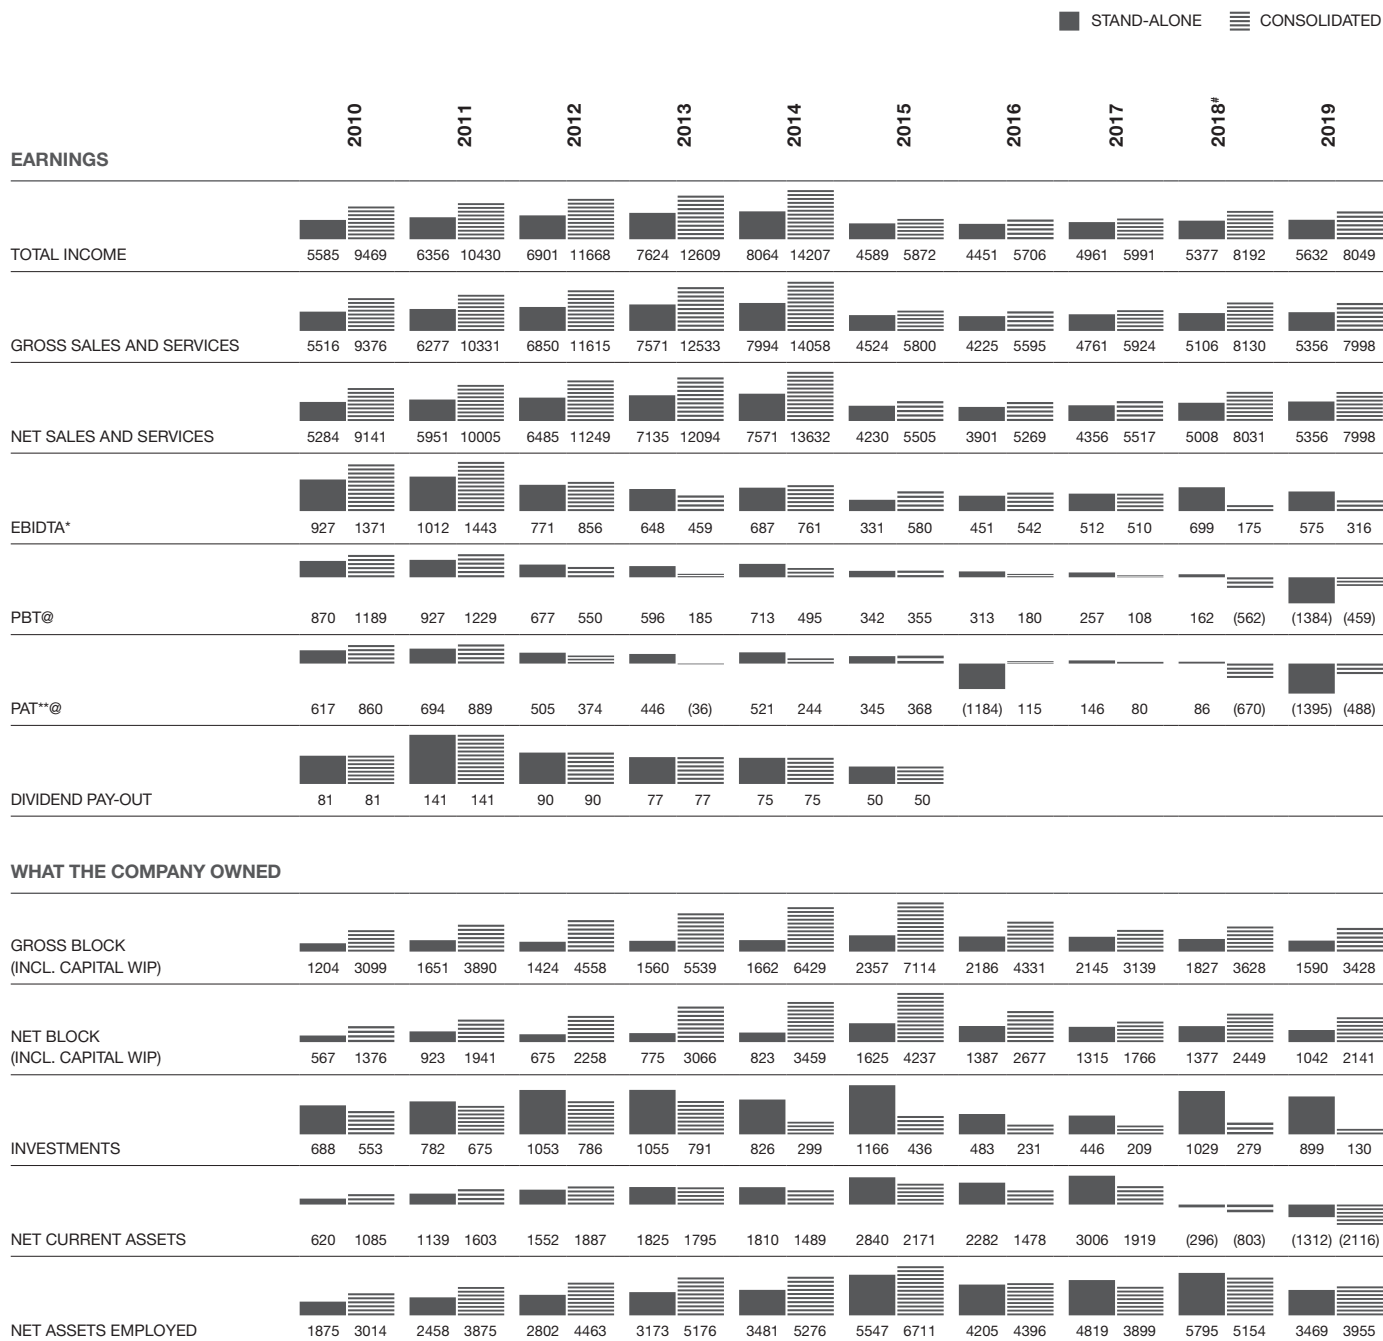 STAND-ALONE CONSOLIDATED
2010 2011 2012 2013 2014 2015 2016 2017 2018# 2019
EARNINGS
TOTAL INCOME 5585 9469 6356 10430 6901 11668 7624 12609 8064 14207 4589 5872 4451 5706 4961 5991 5377 8192 5632 8049
GROSS SALES AND SERVICES 5516 9376 6277 10331 6850 11615 7571 12533 7994 14058 4524 5800 4225 5595 4761 5924 5106 8130 5356 7998
NET SALES AND SERVICES 5284 9141 5951 10005 6485 11249 7135 12094 7571 13632 4230 5505 3901 5269 4356 5517 5008 8031 5356 7998
EBIDTA* 927 1371 1012 1443 771 856 648 459 687 761 331 580 451 542 512 510 699 175 575 316
PBT@ 870 1189 927 1229 677 550 596 185 713 495 342 355 313 180 257 108 162 (562) (1384) (459)
PAT**@ 617 860 694 889 505 374 446 (36) 521 244 345 368 (1184) 115 146 80 86 (670) (1395) (488)
DIVIDEND PAY-OUT 81 81 141 141 90 90 77 77 75 75 50 50
WHAT THE COMPANY OWNED
GROSS BLOCK
(INCL. CAPITAL WIP) 1204 3099 1651 3890 1424 4558 1560 5539 1662 6429 2357 7114 2186 4331 2145 3139 1827 3628 1590 3428
NET BLOCK
(INCL. CAPITAL WIP) 567 1376 923 1941 675 2258 775 3066 823 3459 1625 4237 1387 2677 1315 1766 1377 2449 1042 2141
INVESTMENTS 688 553 782 675 1053 786 1055 791 826 299 1166 436 483 231 446 209 1029 279 899 130
NET CURRENT ASSETS 620 1085 1139 1603 1552 1887 1825 1795 1810 1489 2840 2171 2282 1478 3006 1919 (296) (803) (1312) (2116)
NET ASSETS EMPLOYED 1875 3014 2458 3875 2802 4463 3173 5176 3481 5276 5547 6711 4205 4396 4819 3899 5795 5154 3469 3955